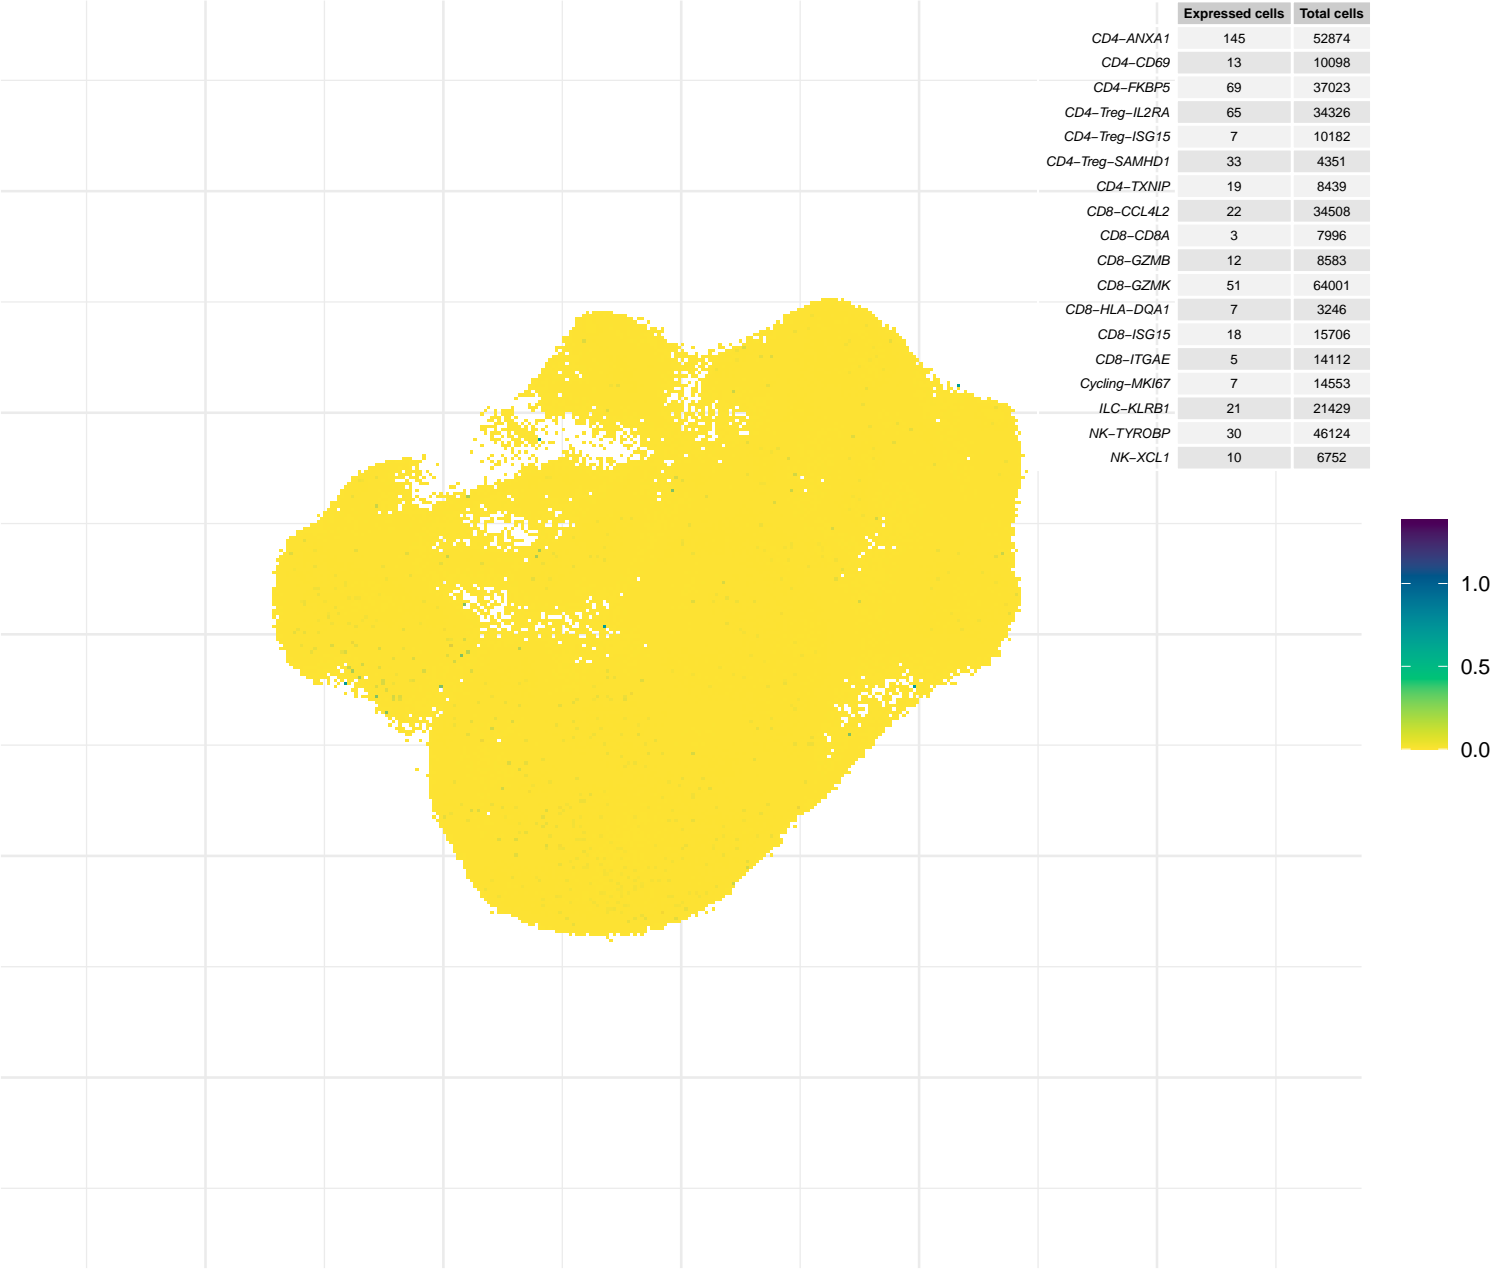 Expressed cells Total cells
CD4−ANXA1 145 52874
CD4−CD69 13 10098
CD4−FKBP5 69 37023
CD4−Treg−IL2RA 65 34326
CD4−Treg−ISG15 7 10182
CD4−Treg−SAMHD1 33 4351
CD4−TXNIP 19 8439
CD8−CCL4L2 22 34508
CD8−CD8A 3 7996
CD8−GZMB 12 8583
CD8−GZMK 51 64001
CD8−HLA−DQA1 7 3246
CD8−ISG15 18 15706
CD8−ITGAE 5 14112
Cycling−MKI67 7 14553
ILC−KLRB1 21 21429
NK−TYROBP 30 46124
NK−XCL1 10 6752
1.0
0.5
0.0